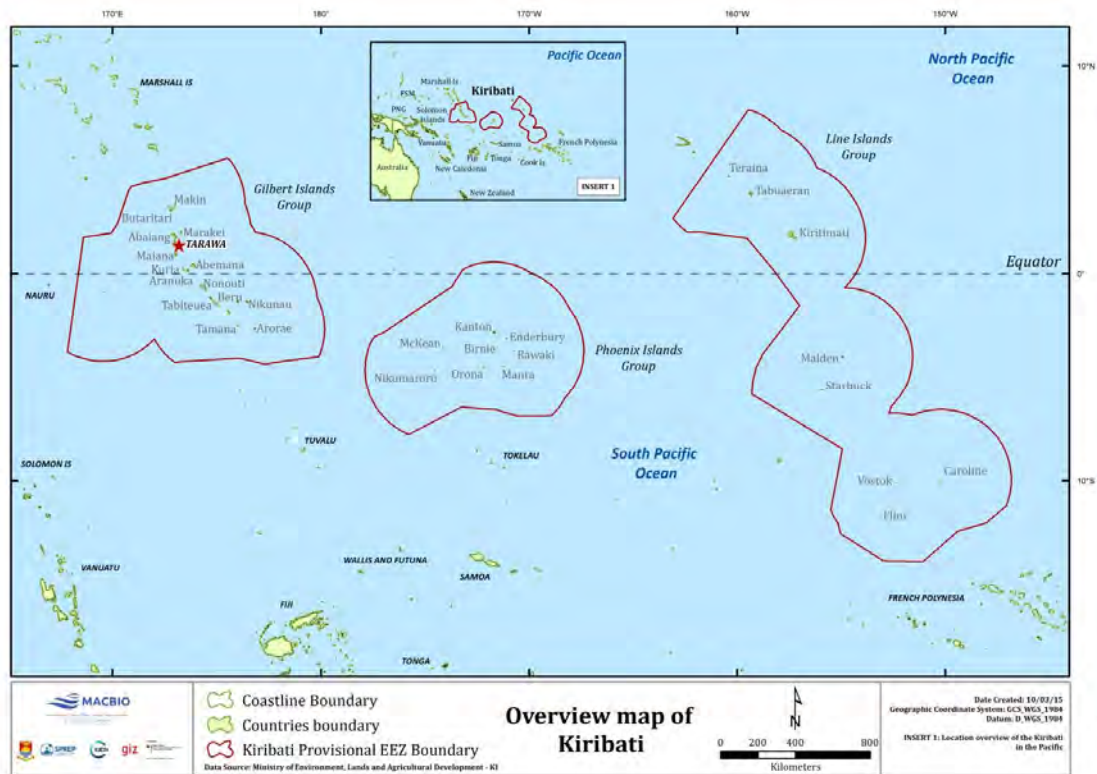 170°E
180°
170°W
160°W
150°W
MARSHALL IS
Pacific Ocean
Marshall Is
Kiribati
FSM
PNG
Solomon
Islands
Vanuatu
Samoa
French Polynesia
Fiji
Tonga
Cook Is
New Caledonia
Australia
New Zealand
INSERT 1
North Pacific
Ocean
10°N
Line Islands
Group
Teraina
Tabuaeran
Kiritimati
Gilbert Islands
Group
Makin
Butaritari
Marakei
Abaiang
TARAWA
Maiana
Kuria
Abemana
Aranuka
Nonouti
Beru
Tabiteuea
Nikunau
Tamana
Arorae
NAURU
Equator
0°
Kanton
Enderbury
McKean
Birnie
Rawaki
Nikumaroro
Orona
Manra
Phoenix Islands
Group
Malden
Starbuck
TUVALU
TOKELAU
South Pacific
Ocean
SOLOMON IS
Vostok
Caroline
Flint
10°S
VANUATU
WALLIS AND FUTUNA
SAMOA
FIJI
TONGA
FRENCH POLYNESIA
MACBIO
SPREP
IUCN
giz
Coastline Boundary
Countries boundary
Kiribati Provisional EEZ Boundary
Data Source: Ministry of Environment, Lands and Agricultural Development - KI
Overview map of
Kiribati
N
0 200 400 800
Kilometers
Date Created: 10/02/15
Geographic Coordinate System: GCS_WGS_1984
Datum: D_WGS_1984
INSERT 1: Location overview of the Kiribati
in the Pacific